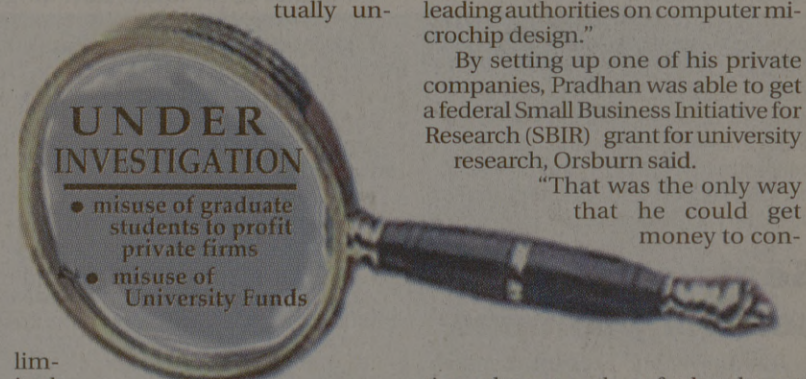 tually un-
UNDER
INVESTIGATION
• misuse of graduate
students to profit
private firms
• misuse of
University Funds
lim-
leading authorities on computer mi-
crochip design.”
By setting up one of his private
companies, Pradhan was able to get
a federal Small Business Initiative for
Research (SBIR) grant for university
research, Orsburn said.
“That was the only way
that he could get
money to con-